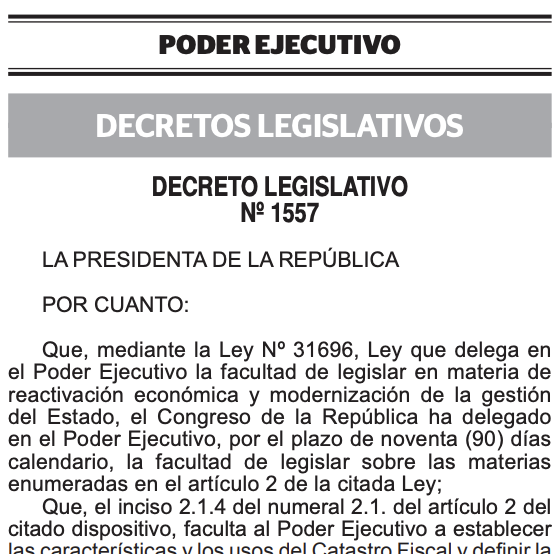 PODER EJECUTIVO
DECRETOS LEGISLATIVOS
DECRETO LEGISLATIVO
Nº 1557
LA PRESIDENTA DE LA REPÚBLICA
POR CUANTO:
Que, mediante la Ley Nº 31696, Ley que delega en
el Poder Ejecutivo la facultad de legislar en materia de
reactivación económica y modernización de la gestión
del Estado, el Congreso de la República ha delegado
en el Poder Ejecutivo, por el plazo de noventa (90) días
calendario, la facultad de legislar sobre las materias
enumeradas en el artículo 2 de la citada Ley;
Que, el inciso 2.1.4 del numeral 2.1. del artículo 2 del
citado dispositivo, faculta al Poder Ejecutivo a establecer
las características y los usos del Catastro Fiscal y definir la